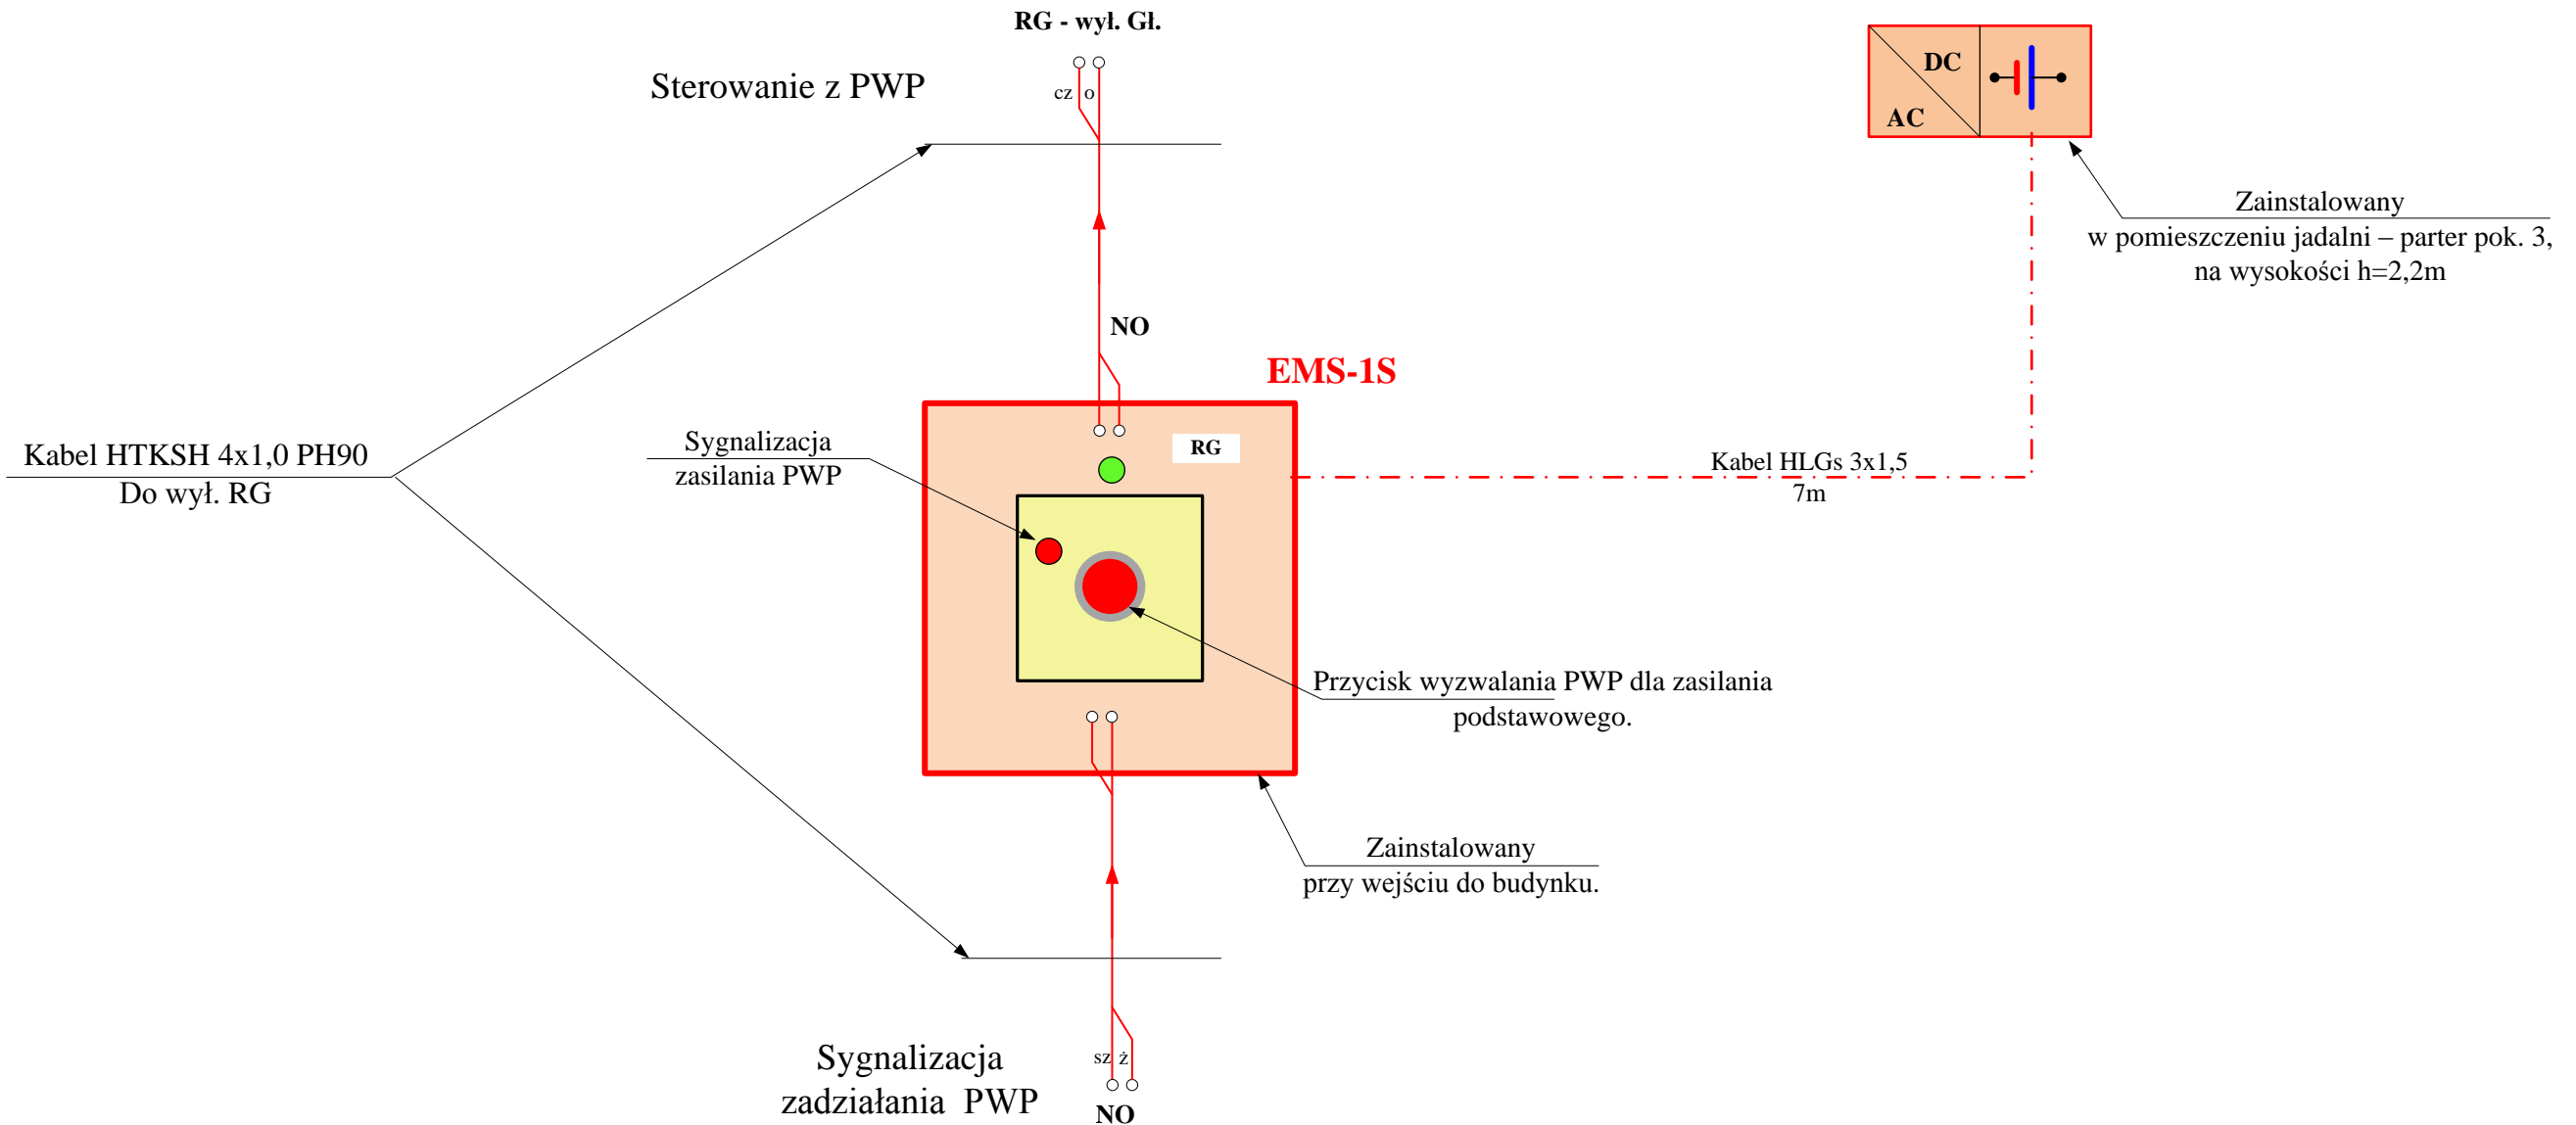 RG - wył. Gł.
Sterowanie z PWP
cz o
DC
AC
Zainstalowany
w pomieszczeniu jadalni – parter pok. 3,
na wysokości h=2,2m
NO
EMS-1S
Kabel HTKSH 4x1,0 PH90
Do wył. RG
Sygnalizacja
zasilania PWP
RG
Kabel HLGs 3x1,5
7m
Przycisk wyzwalania PWP dla zasilania
podstawowego.
Zainstalowany
przy wejściu do budynku.
Sygnalizacja
zadziałania PWP
sz ż
NO